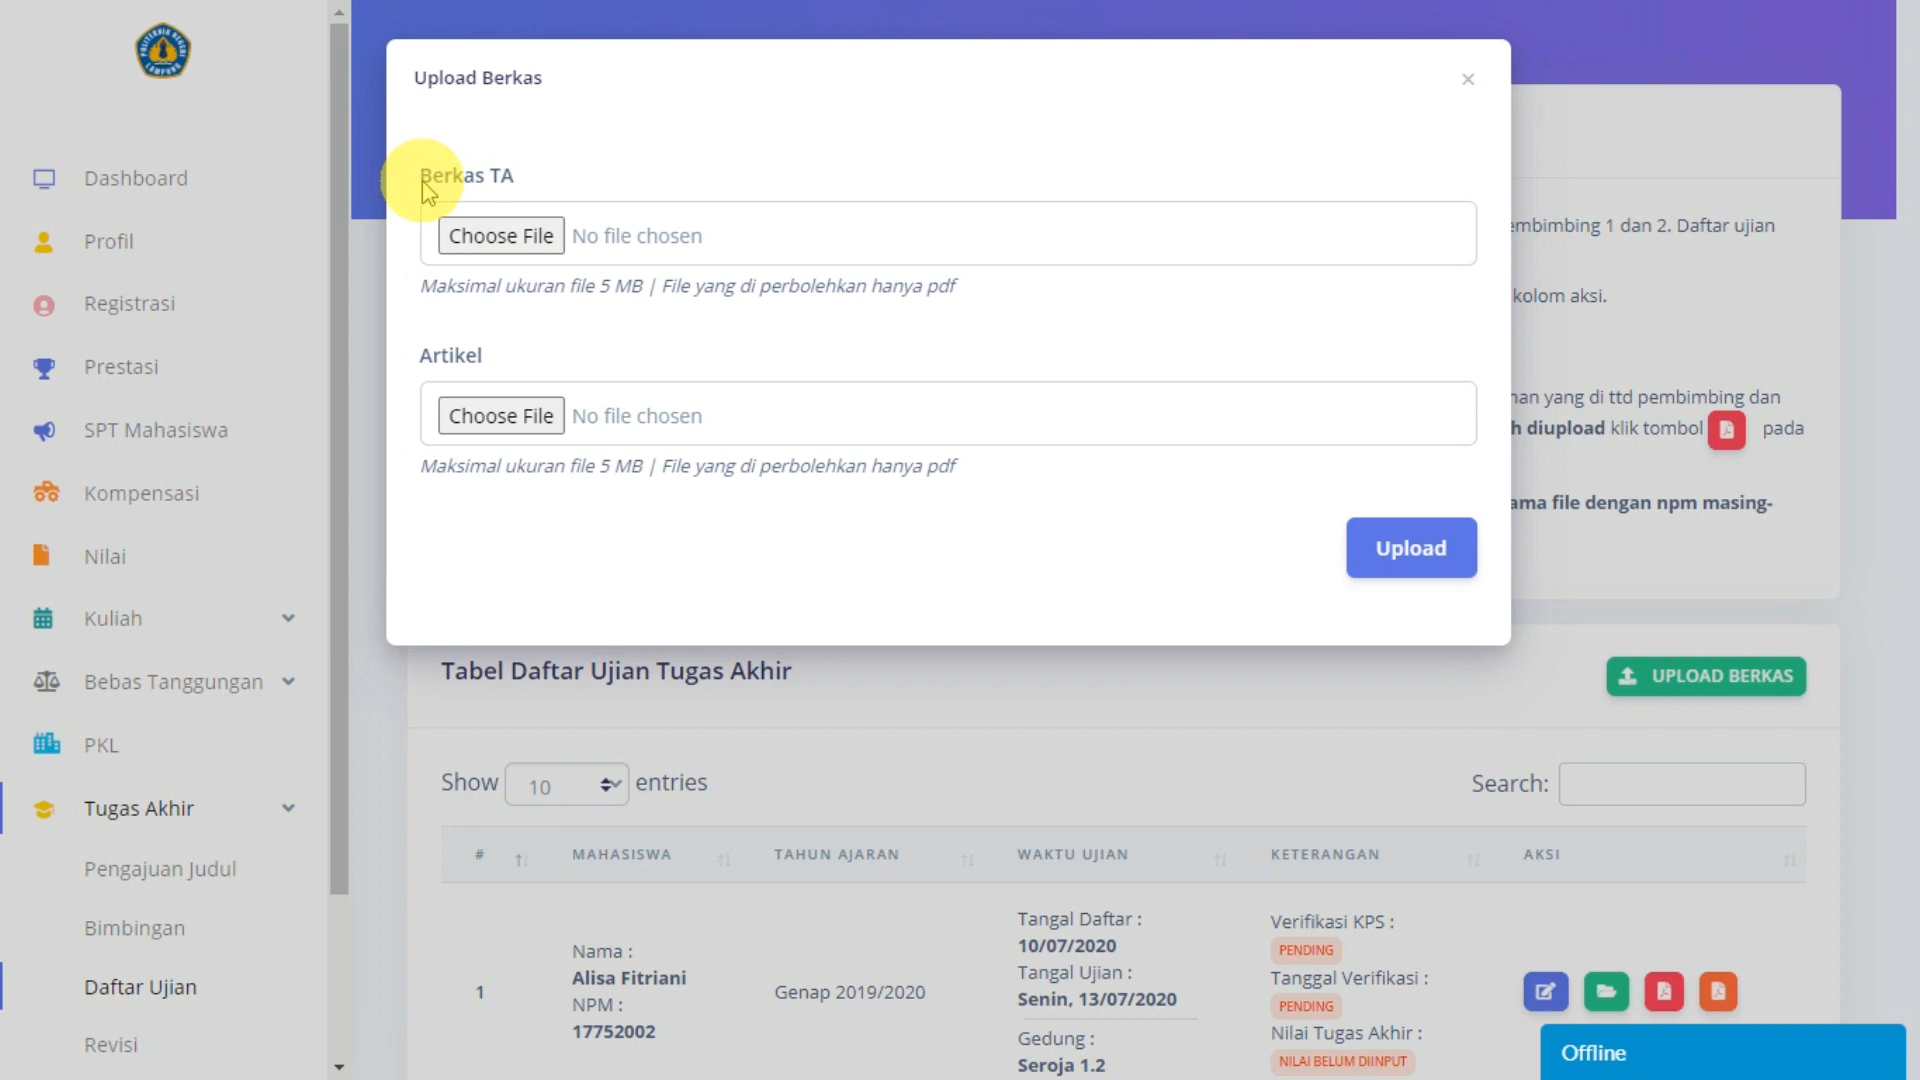 POLITEKNIK NEGERI
LAMPUNG
Dashboard
Profil
Registrasi
Prestasi
SPT Mahasiswa
Kompensasi
Nilai
Kuliah
Bebas Tanggungan
PKL
Tugas Akhir
Pengajuan Judul
Bimbingan
Daftar Ujian
Revisi
Upload Berkas
×
Berkas TA
Choose File No file chosen
Maksimal ukuran file 5 MB | File yang di perbolehkan hanya pdf
Artikel
Choose File No file chosen
Maksimal ukuran file 5 MB | File yang di perbolehkan hanya pdf
Upload
embimbing 1 dan 2. Daftar ujian
kolom aksi.
nan yang di ttd pembimbing dan
h diupload klik tombol pada
ama file dengan npm masing-
Tabel Daftar Ujian Tugas Akhir
UPLOAD BERKAS
Show 10 entries
Search:
# MAHASISWA TAHUN AJARAN WAKTU UJIAN KETERANGAN AKSI
1
Nama :
Alisa Fitriani
NPM :
17752002
Genap 2019/2020
Tangal Daftar :
10/07/2020
Tangal Ujian :
Senin, 13/07/2020
Gedung :
Seroja 1.2
Verifikasi KPS :
PENDING
Tanggal Verifikasi :
PENDING
Nilai Tugas Akhir :
NILAI BELUM DIINPUT
Offline